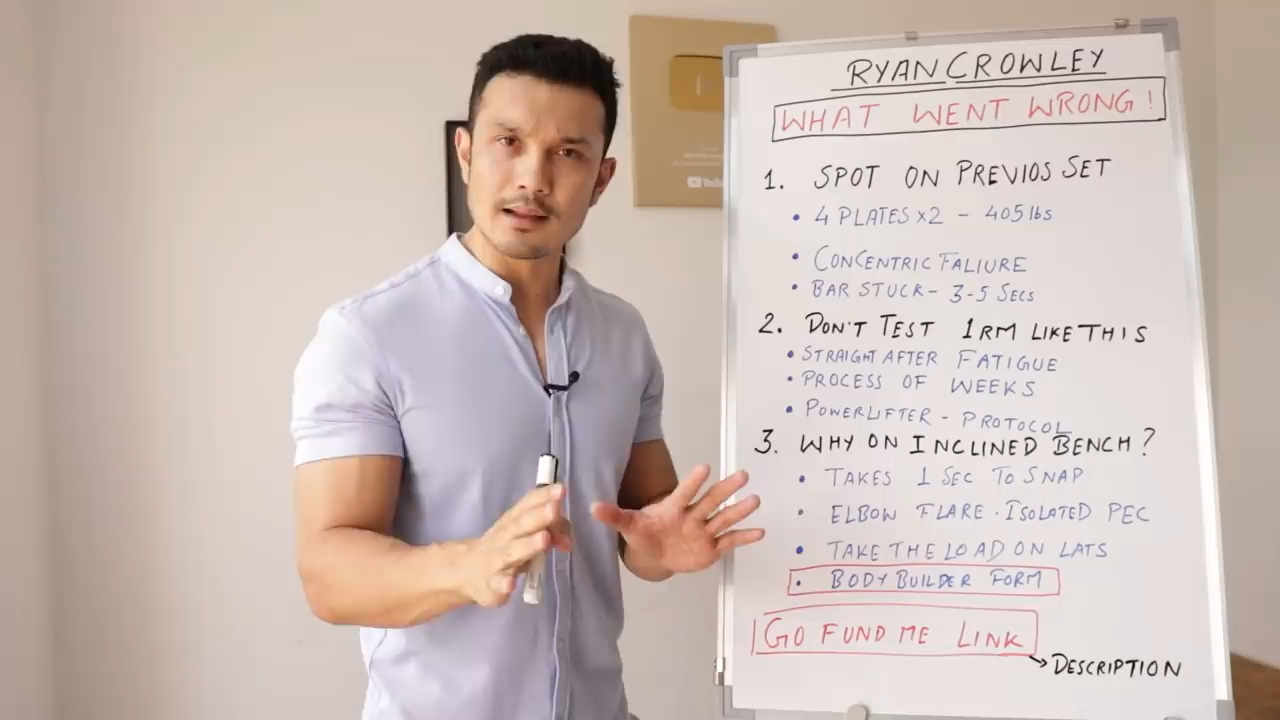 RYAN CROWLEY
WHAT WENT WRONG!
1. SPOT ON PREVIOS SET
• 4 PLATES x2 - 405 lbs
• CONCENTRIC FALIURE
• BAR STUCK - 3-5 SECS
2. DON'T TEST 1RM LIKE THIS
• STRAIGHT AFTER FATIGUE
• PROCESS OF WEEKS
• POWERLIFTER - PROTOCOL
3. WHY ON INCLINED BENCH?
• TAKES 1 SEC TO SNAP
• ELBOW FLARE · ISOLATED PEC
• TAKE THE LOAD ON LATS
• BODYBUILDER FORM
GO FUND ME LINK
→ DESCRIPTION